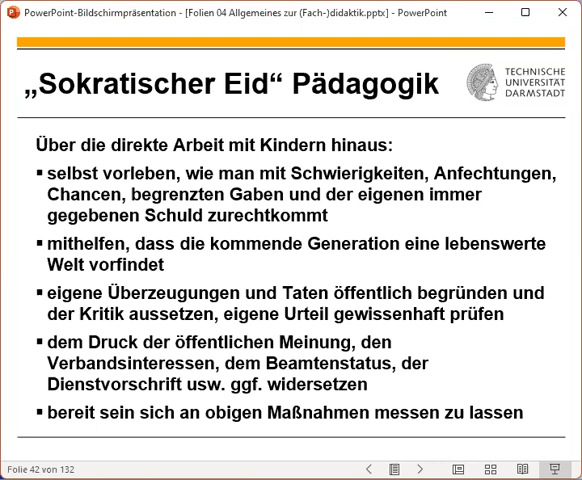 PowerPoint-Bildschirmpräsentation - [Folien 04 Allgemeines zur (Fach-)didaktik.pptx] - PowerPoint
„Sokratischer Eid“ Pädagogik
TECHNISCHE
UNIVERSITÄT
DARMSTADT
Über die direkte Arbeit mit Kindern hinaus:
▪ selbst vorleben, wie man mit Schwierigkeiten, Anfechtungen,
Chancen, begrenzten Gaben und der eigenen immer
gegebenen Schuld zurechtkommt
▪ mithelfen, dass die kommende Generation eine lebenswerte
Welt vorfindet
▪ eigene Überzeugungen und Taten öffentlich begründen und
der Kritik aussetzen, eigene Urteil gewissenhaft prüfen
▪ dem Druck der öffentlichen Meinung, den
Verbandsinteressen, dem Beamtenstatus, der
Dienstvorschrift usw. ggf. widersetzen
▪ bereit sein sich an obigen Maßnahmen messen zu lassen
Folie 42 von 132